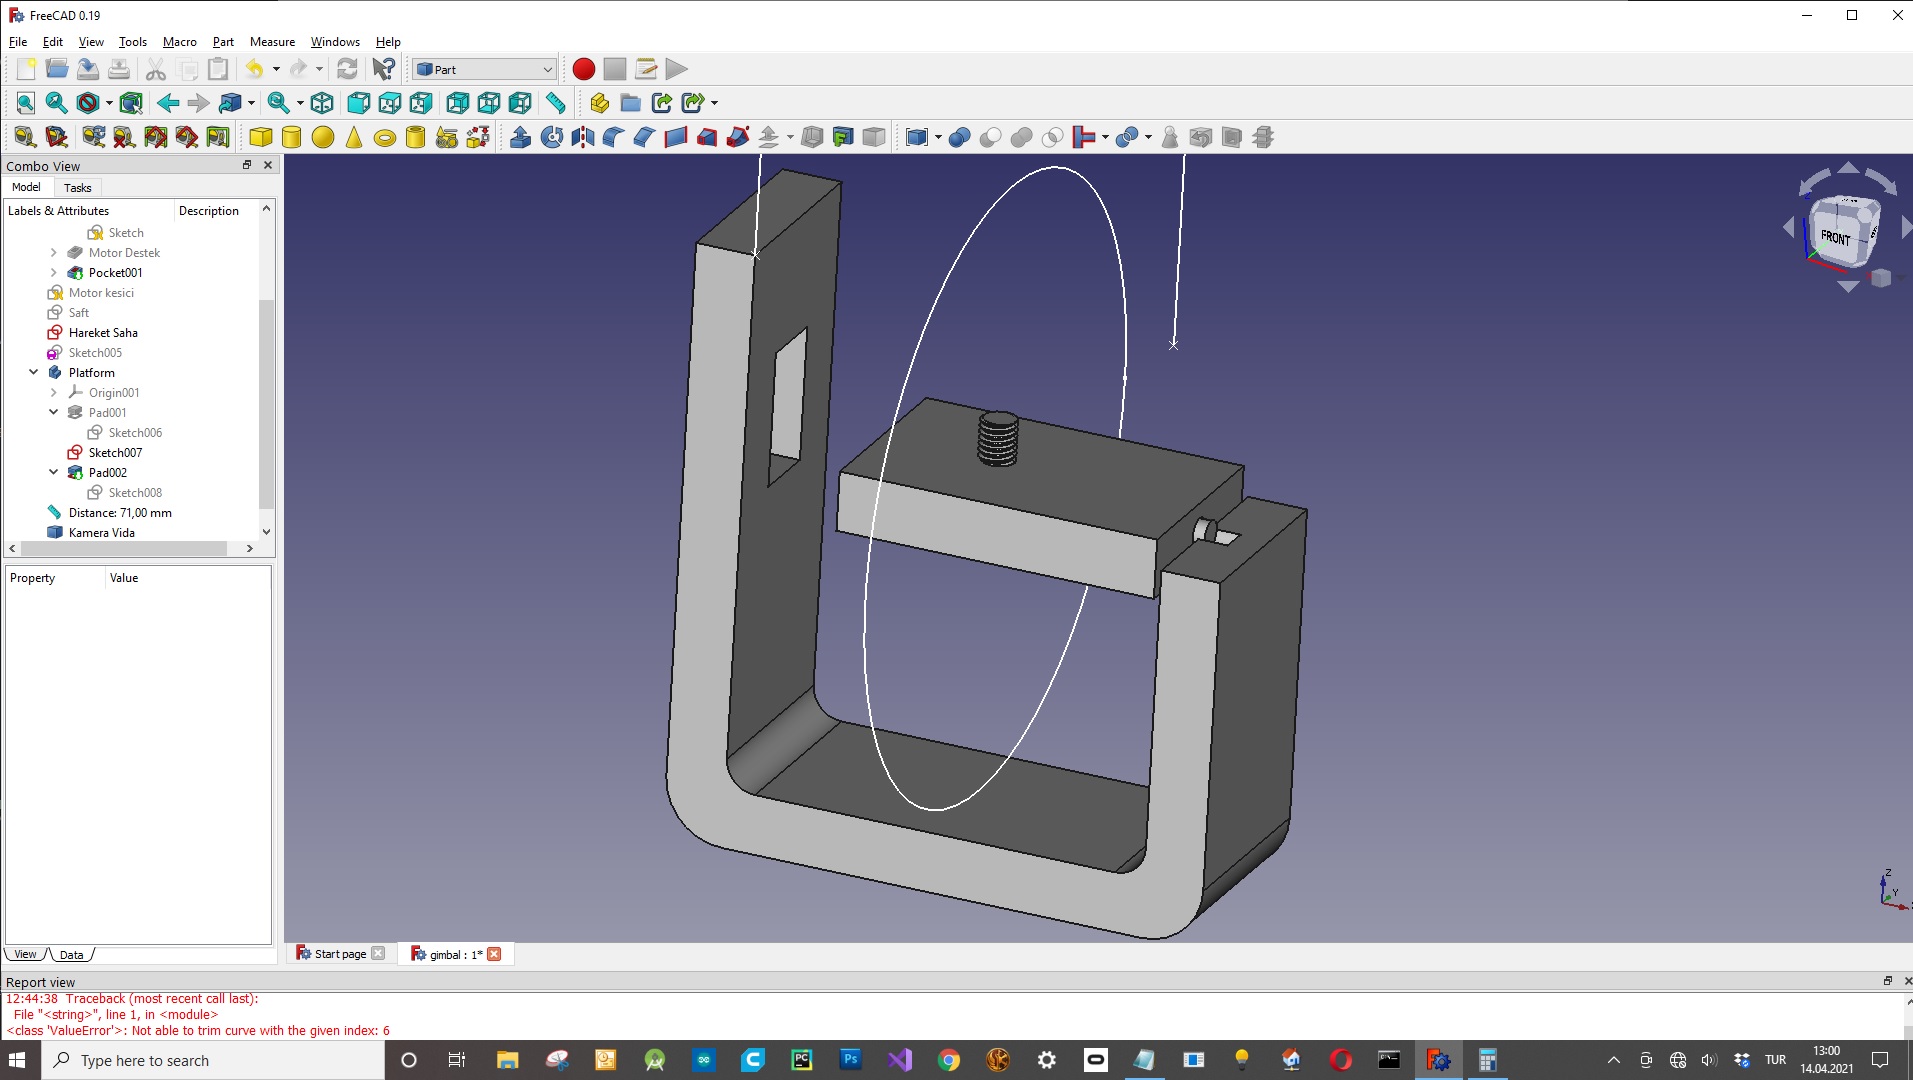 FreeCAD 0.19
File Edit View Tools Macro Part Measure Windows Help
Part
Combo View
Model Tasks
Labels & Attributes Description
Sketch
Motor Destek
Pocket001
Motor kesici
Saft
Hareket Saha
Sketch005
Platform
Origin001
Pad001
Sketch006
Sketch007
Pad002
Sketch008
Distance: 71,00 mm
Kamera Vida
Property Value
View Data
FRONT
Z
Y
Start page
gimbal : 1*
Report view
12:44:38 Traceback (most recent call last):
File "<string>", line 1, in <module>
<class 'ValueError'>: Not able to trim curve with the given index: 6
Type here to search
PC
Ps
TUR
13:00
14.04.2021